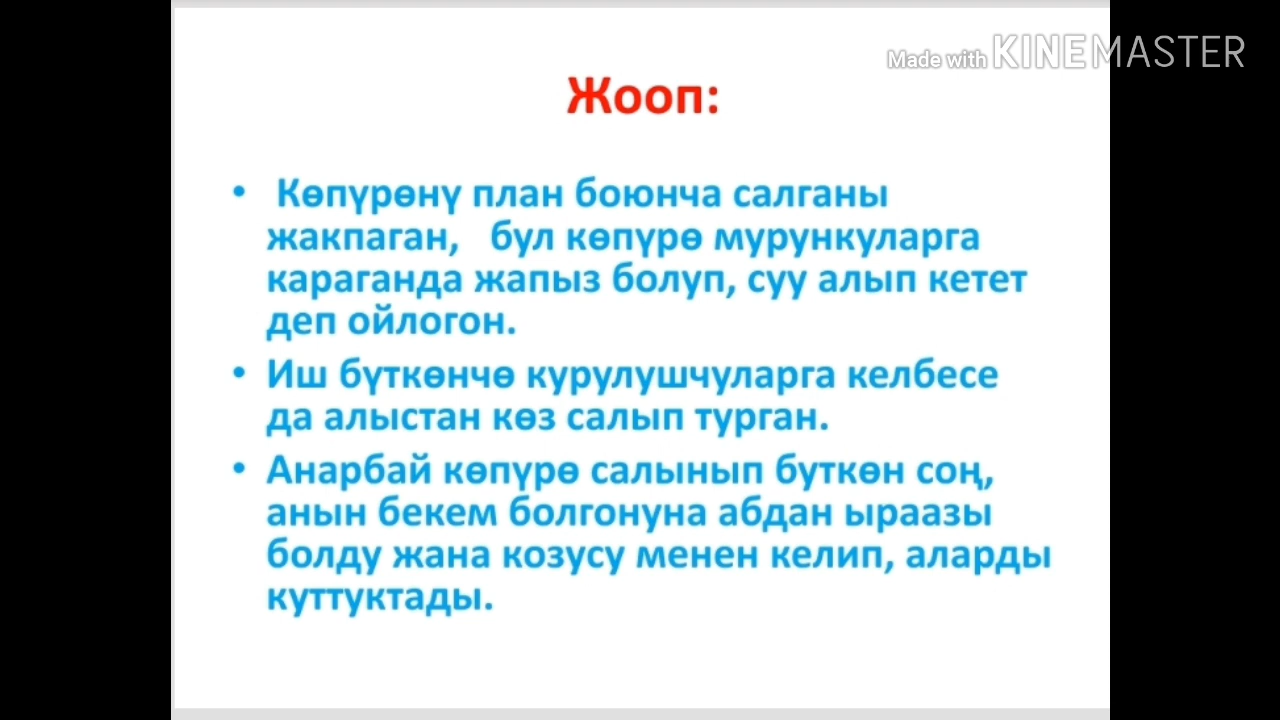 Made with KINEMASTER
Жооп:
• Көпүрөнү план боюнча салганы
жакпаган, бул көпүрө мурункуларга
караганда жапыз болуп, суу алып кетет
деп ойлогон.
• Иш бүткөнчө курулушчуларга келбесе
да алыстан көз салып турган.
• Анарбай көпүрө салынып бүткөн соң,
анын бекем болгонуна абдан ыраазы
болду жана козусу менен келип, аларды
куттуктады.